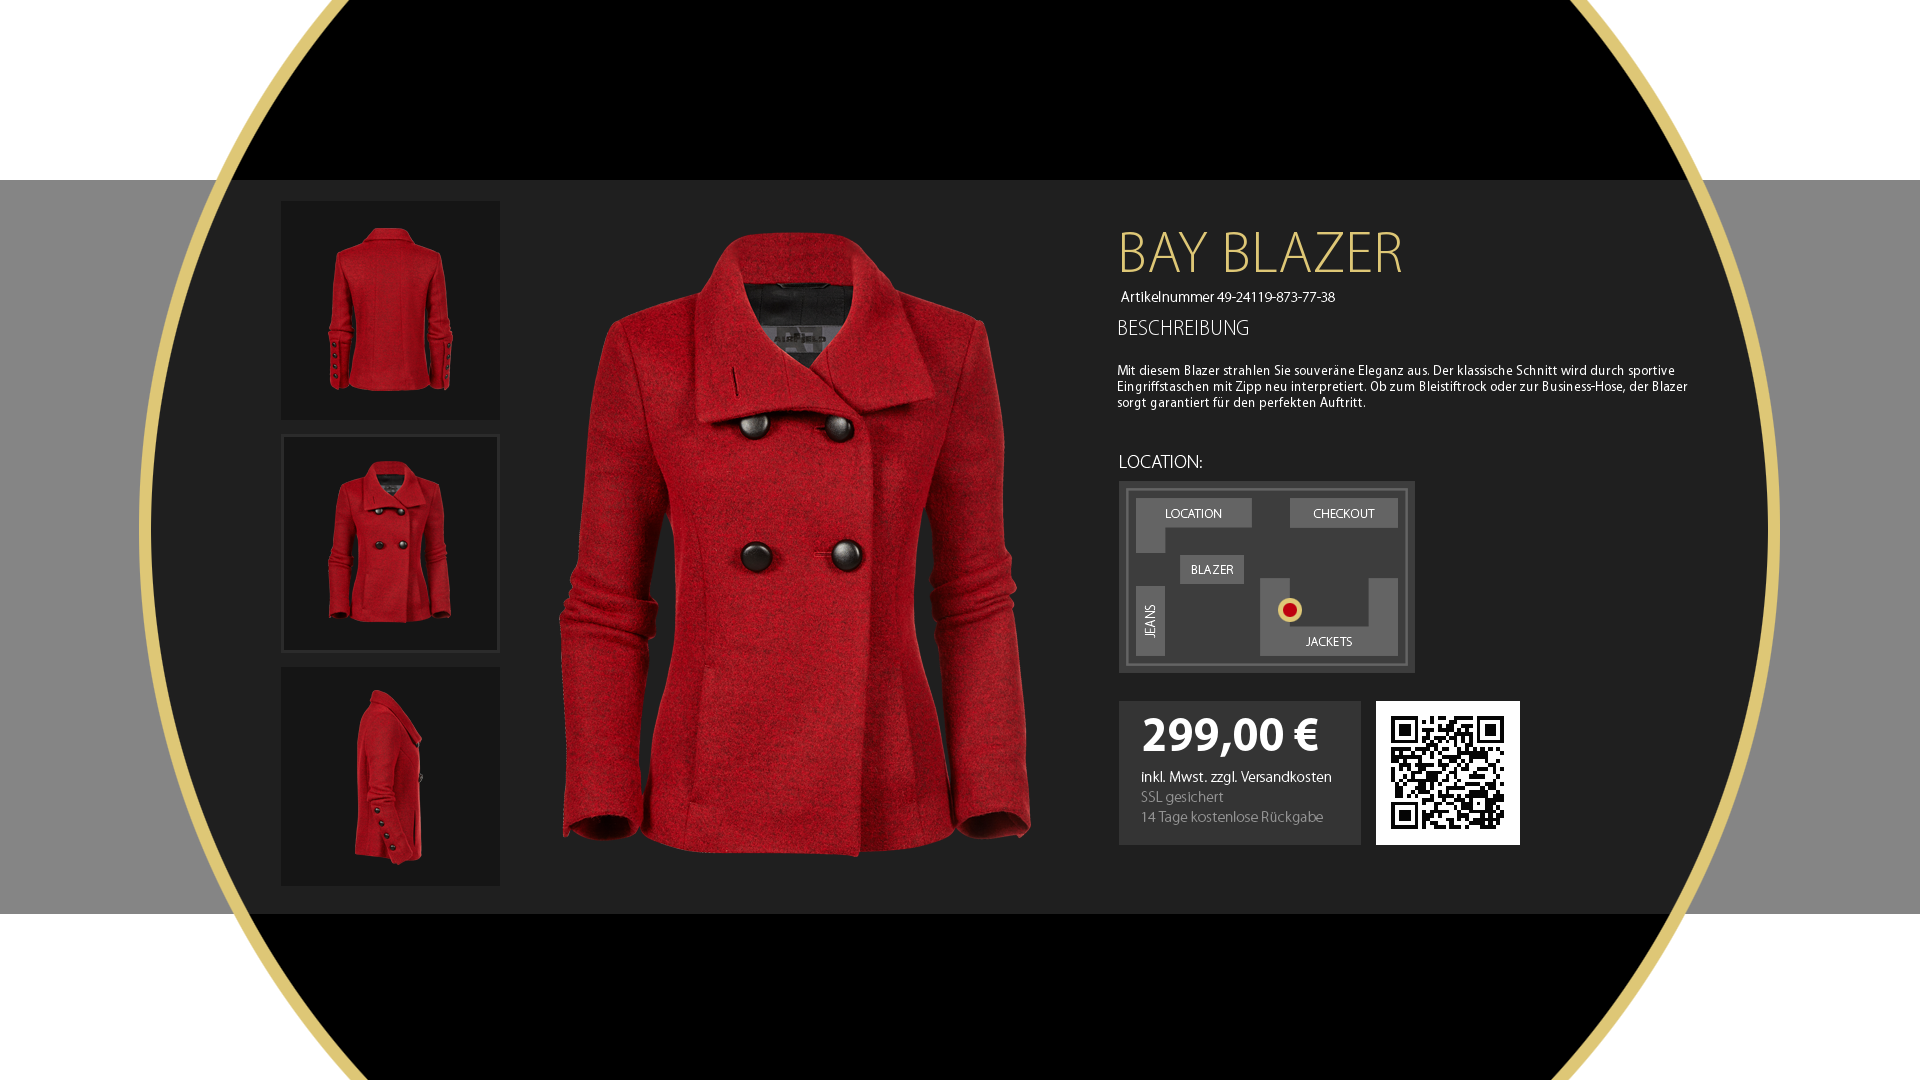 BAY BLAZER
Artikelnummer 49-24119-873-77-38
BESCHREIBUNG
Mit diesem Blazer strahlen Sie souveräne Eleganz aus. Der klassische Schnitt wird durch sportive
Eingriffstaschen mit Zipp neu interpretiert. Ob zum Bleistiftrock oder zur Business-Hose, der Blazer
sorgt garantiert für den perfekten Auftritt.
AIRFIELD
LOCATION:
LOCATION
CHECKOUT
BLAZER
JEANS
JACKETS
299,00 €
inkl. Mwst. zzgl. Versandkosten
SSL gesichert
14 Tage kostenlose Rückgabe